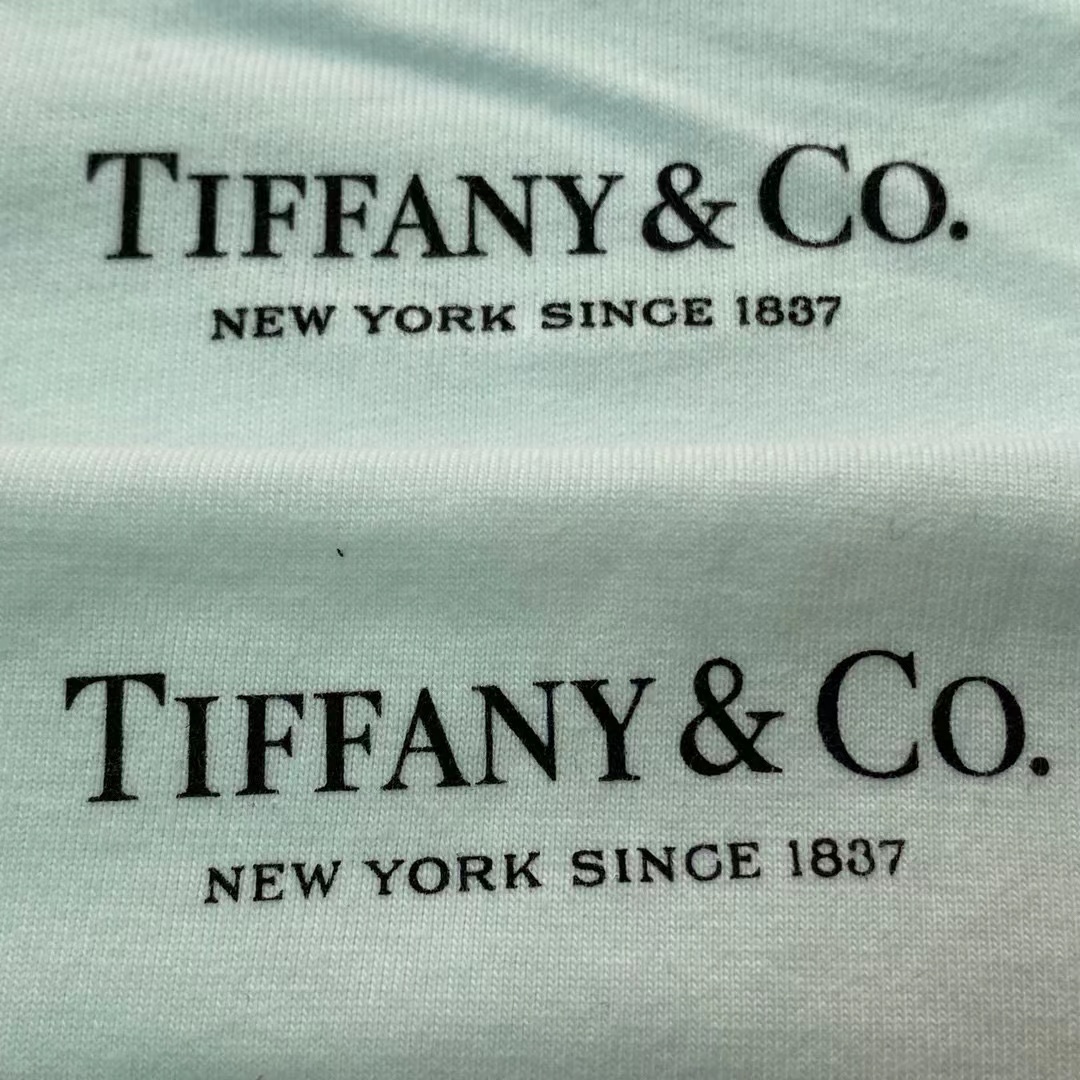 TIFFANY & CO.
NEW YORK SINCE 1837
TIFFANY & CO.
NEW YORK SINCE 1837